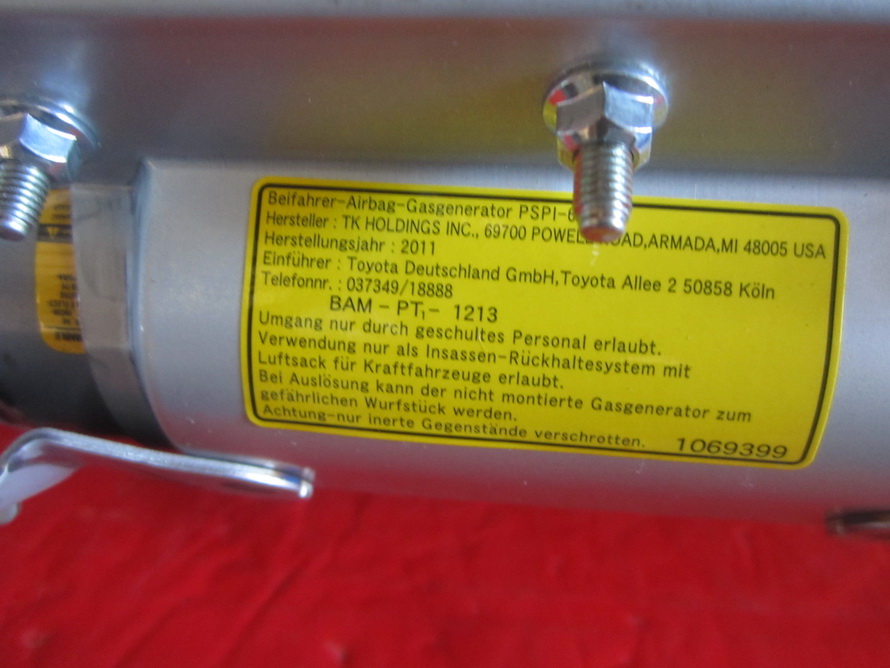 Beifahrer-Airbag-Gasgenerator PSPI-
Hersteller : TK HOLDINGS INC., 69700 ROAD,ARMADA,MI 48005 USA
Herstellungsjahr : 2011
Einführer : Toyota Deutschland GmbH,Toyota Allee 2 50858 Köln
Telefonnr. : 037349/18888
BAM - PT₁ - 1213
Umgang nur durch geschultes Personal erlaubt.
Verwendung nur als Insassen-Rückhaltesystem mit
Luftsack für Kraftfahrzeuge erlaubt.
Bei Auslösung kann der nicht montierte Gasgenerator zum
gefährlichen Wurfstück werden.
Achtung-nur inerte Gegenstände verschrotten. 1069399